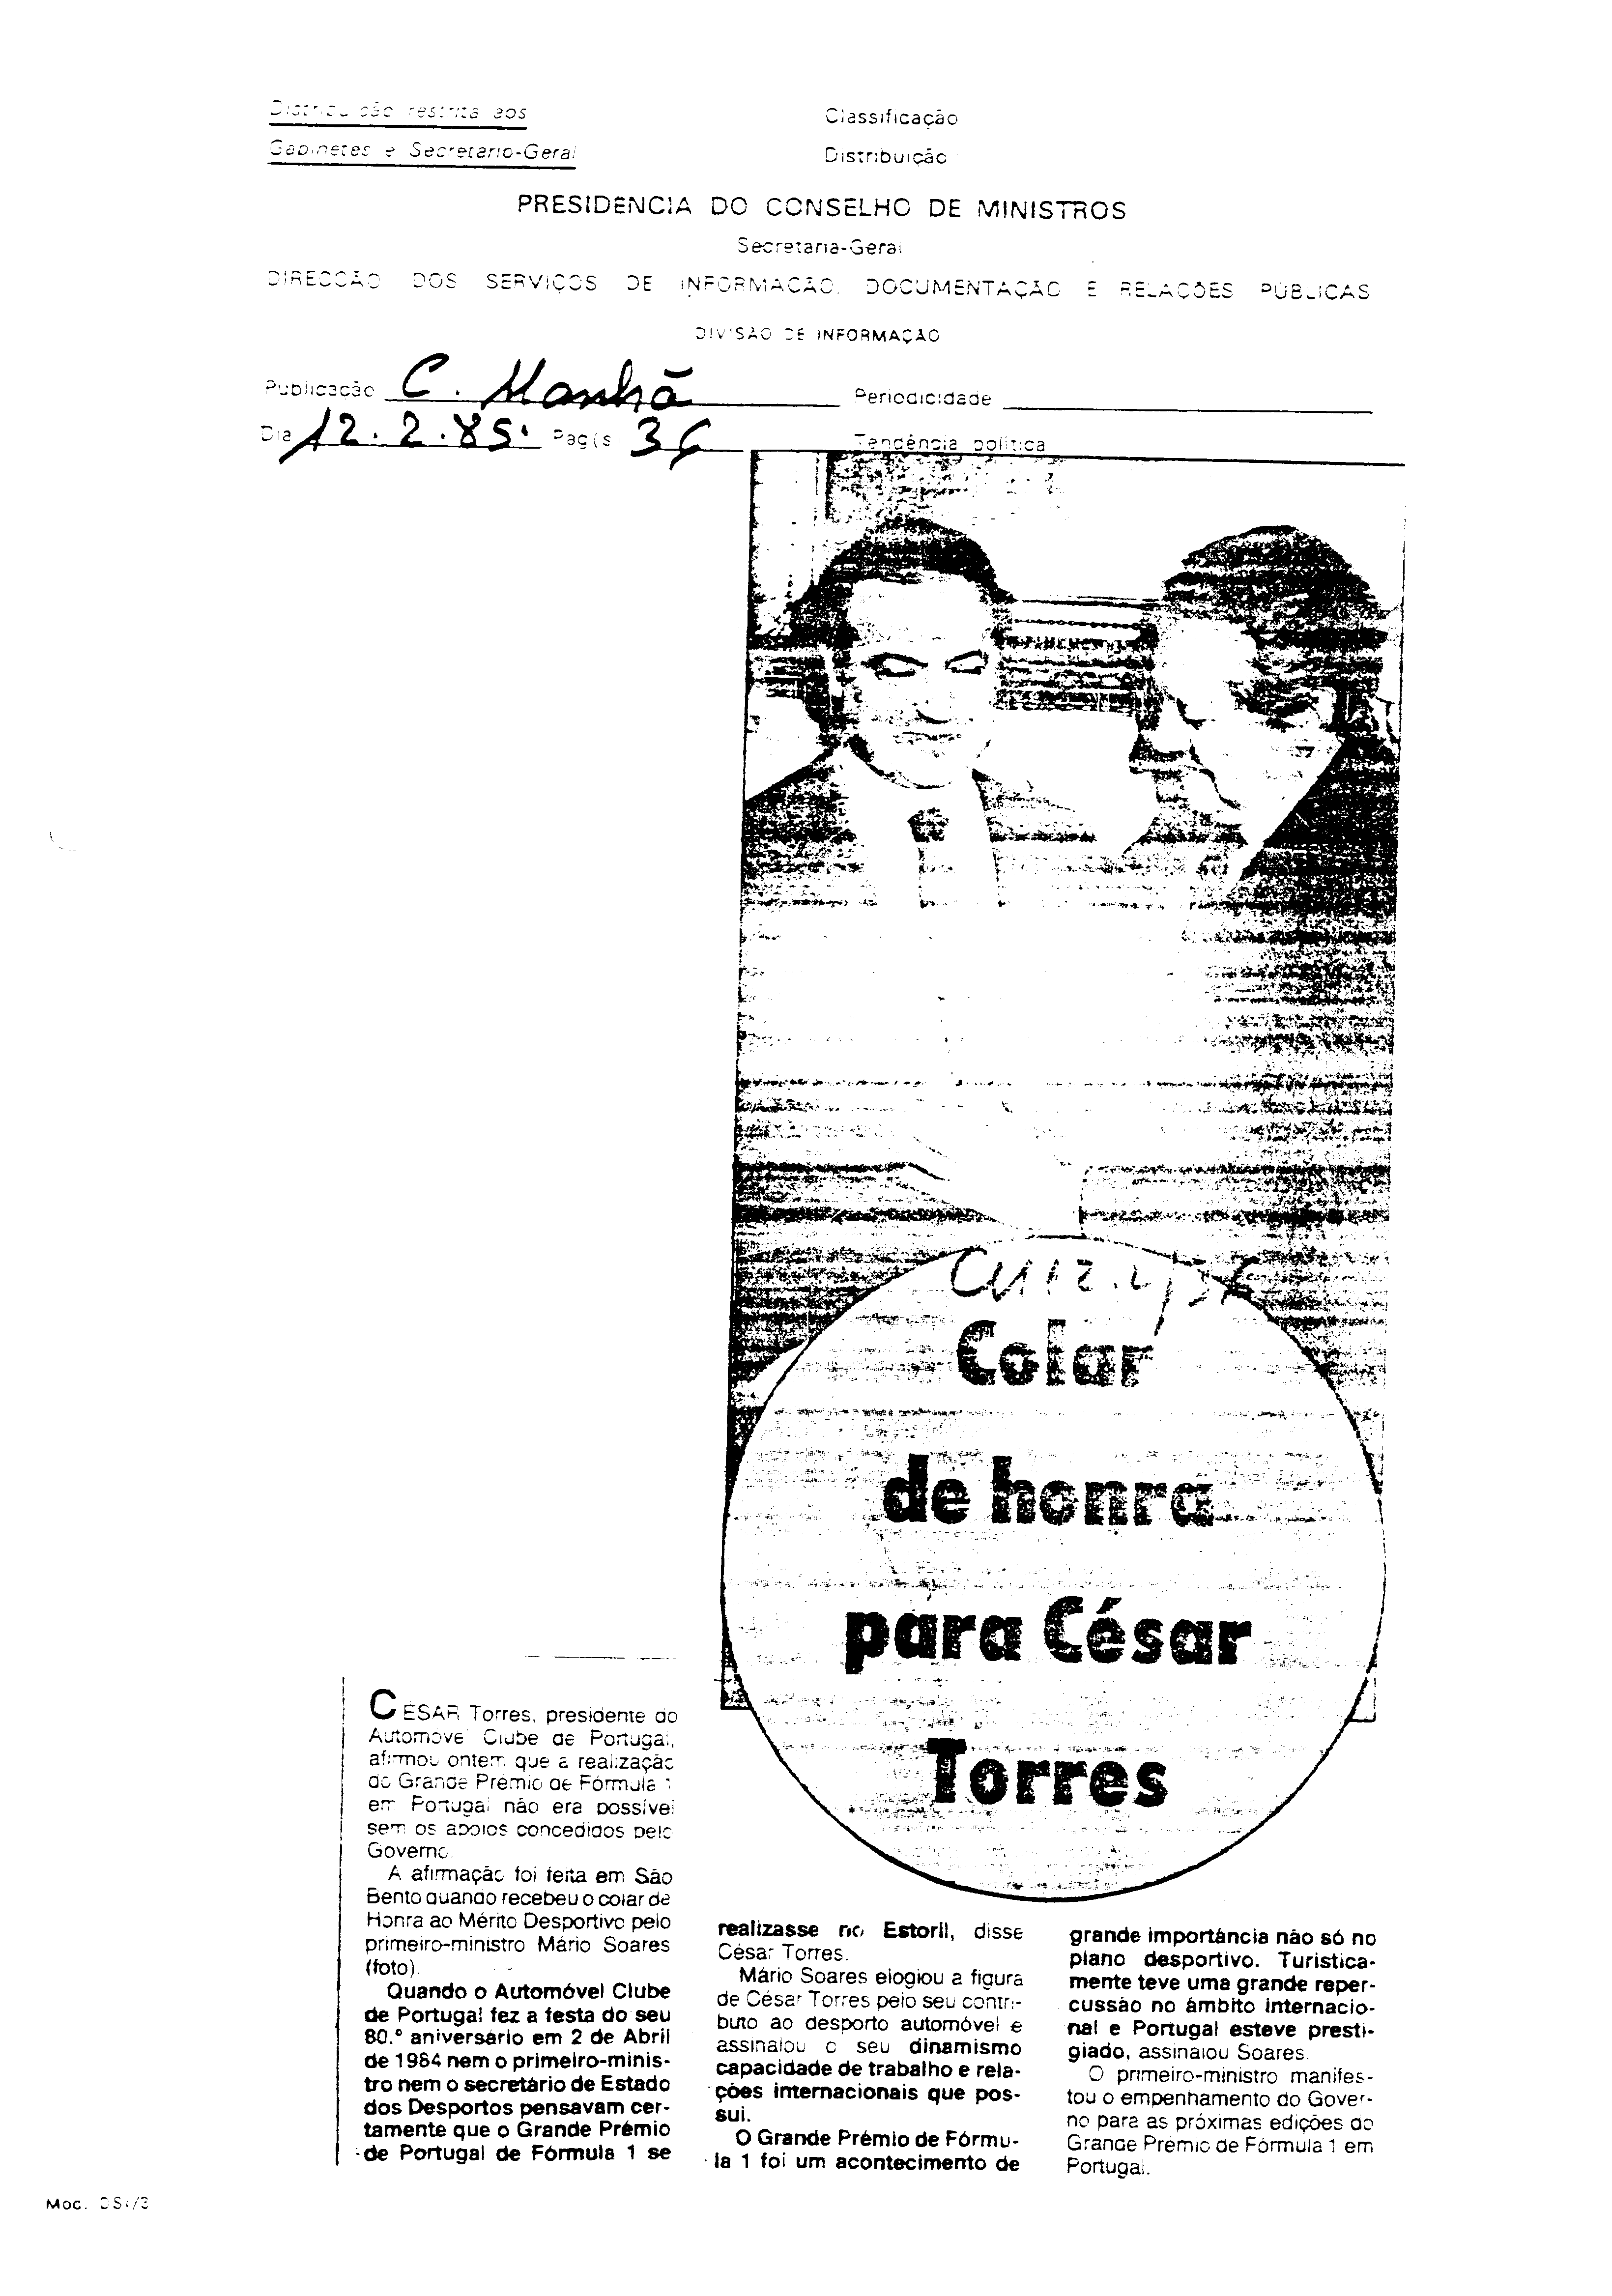 Distribuição restrita aos
Gabinetes e Secretário-Geral
Classificação
Distribuição
PRESIDENCIA DO CONSELHO DE MINISTROS
Secretaria-Geral
DIRECÇÃO DOS SERVIÇOS DE INFORMAÇÃO, DOCUMENTAÇÃO E RELAÇÕES PÚBLICAS
DIVISÃO DE INFORMAÇÃO
Publicação C. Manhã
Periodicidade
Dia 12.2.85. Pag(s) 36
Tendência política
Colar
de honra
para César
Torres
CESAR Torres, presidente do
Automóvel Clube de Portugal,
afirmou ontem que a realização
do Grande Prémio de Fórmula 1
em Portugal não era possível
sem os apoios concedidos pelo
Governo.
A afirmação foi feita em São
Bento quando recebeu o colar de
Honra ao Mérito Desportivo pelo
primeiro-ministro Mário Soares
(foto).
Quando o Automóvel Clube
de Portugal fez a festa do seu
80.º aniversário em 2 de Abril
de 1984 nem o primeiro-minis-
tro nem o secretário de Estado
dos Desportos pensavam cer-
tamente que o Grande Prémio
de Portugal de Fórmula 1 se
realizasse no Estoril, disse
César Torres.
Mário Soares elogiou a figura
de César Torres pelo seu contri-
buto ao desporto automóvel e
assinalou o seu dinamismo
capacidade de trabalho e rela-
ções internacionais que pos-
sui.
O Grande Prémio de Fórmu-
la 1 foi um acontecimento de
grande importância não só no
plano desportivo. Turistica-
mente teve uma grande reper-
cussão no âmbito internacio-
nal e Portugal esteve presti-
giado, assinalou Soares.
O primeiro-ministro manifes-
tou o empenhamento do Gover-
no para as próximas edições do
Grande Prémio de Fórmula 1 em
Portugal.